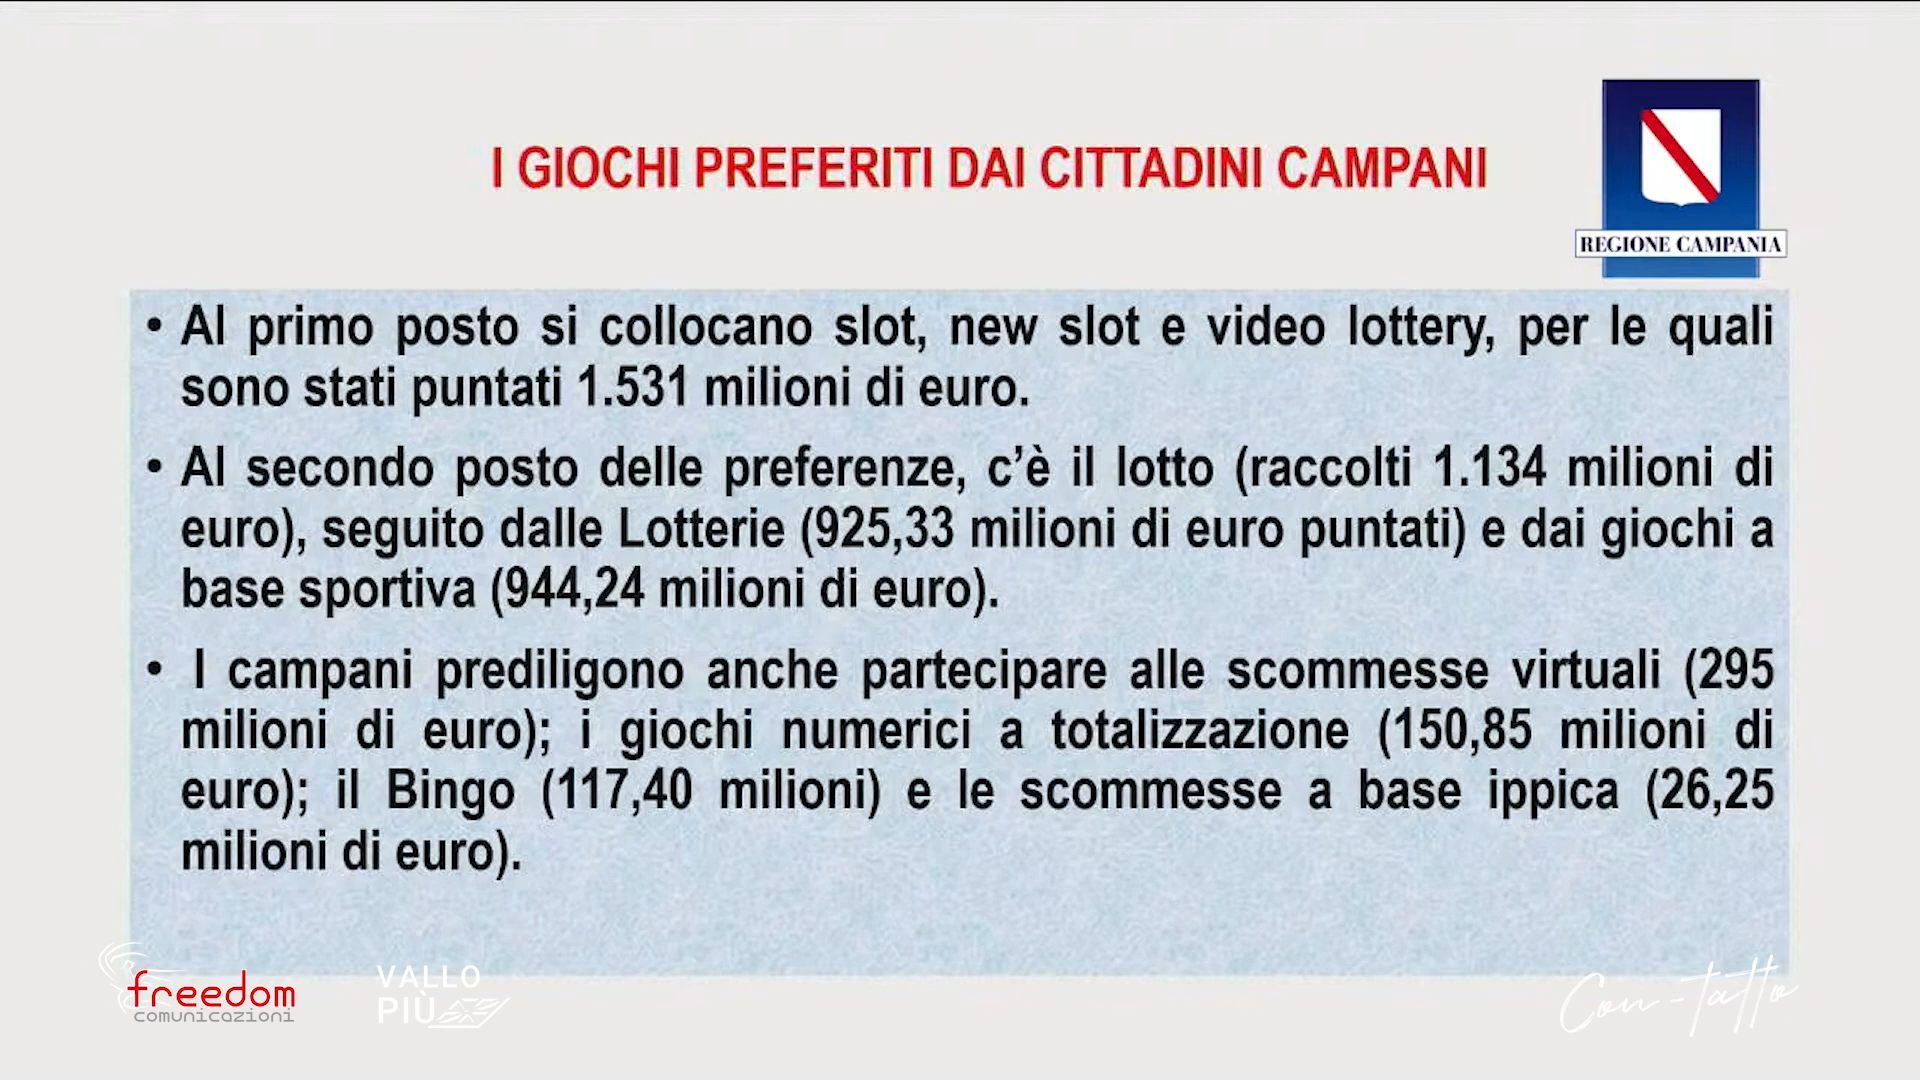 I GIOCHI PREFERITI DAI CITTADINI CAMPANI
REGIONE CAMPANIA
• Al primo posto si collocano slot, new slot e video lottery, per le quali
sono stati puntati 1.531 milioni di euro.
• Al secondo posto delle preferenze, c’è il lotto (raccolti 1.134 milioni di
euro), seguito dalle Lotterie (925,33 milioni di euro puntati) e dai giochi a
base sportiva (944,24 milioni di euro).
• I campani prediligono anche partecipare alle scommesse virtuali (295
milioni di euro); i giochi numerici a totalizzazione (150,85 milioni di
euro); il Bingo (117,40 milioni) e le scommesse a base ippica (26,25
milioni di euro).
freedom
comunicazioni
VALLO
PIÙ
Con-tatto